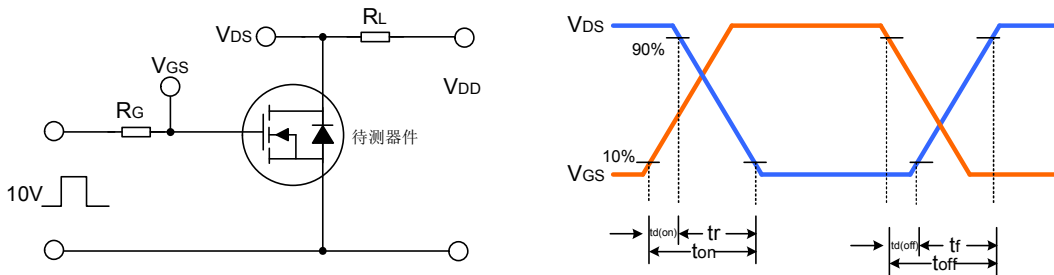 VDS
RL
VGS
VDD
RG
待测器件
10V
VDS
90%
10%
VGS
td(on)
tr
ton
td(off)
tf
toff